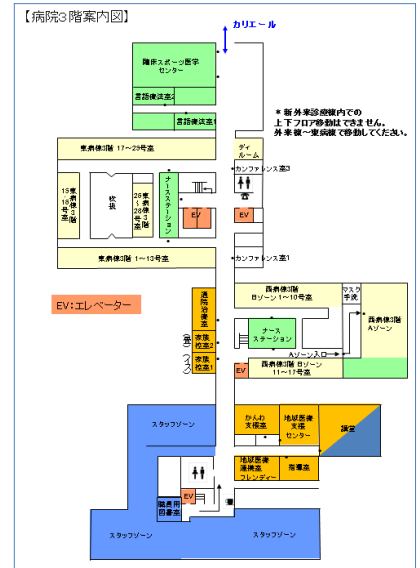 【病院3階案内図】
カリエール
臨床スポーツ医学
センター
言語療法室2
言語療法室1
＊新外来診療棟内での
上下フロア移動はできません。
外来棟～東病棟で移動してください。
東病棟3階 17～25号室
ディ
ルーム
カンファレンス室3
東病棟3階
15～16号室
吹抜
東病棟3階
26～28号室
ナースステーション
EV
EV
東病棟3階 1～13号室
カンファレンス室1
EV:エレベーター
通院治療室
家族控室2
(畳)
家族控室1
(イス)
西病棟3階
Bゾーン 1～10号室
マスク
手洗
西病棟3階
Aゾーン
ナース
ステーション
Aゾーン入口
EV
西病棟3階 Bゾーン
11～17号室
スタッフゾーン
かんわ
支援室
地域医療
支援
センター
講堂
地域医療
連携室
フレンディー
指導室
EV
職員用
図書室
スタッフゾーン
スタッフゾーン